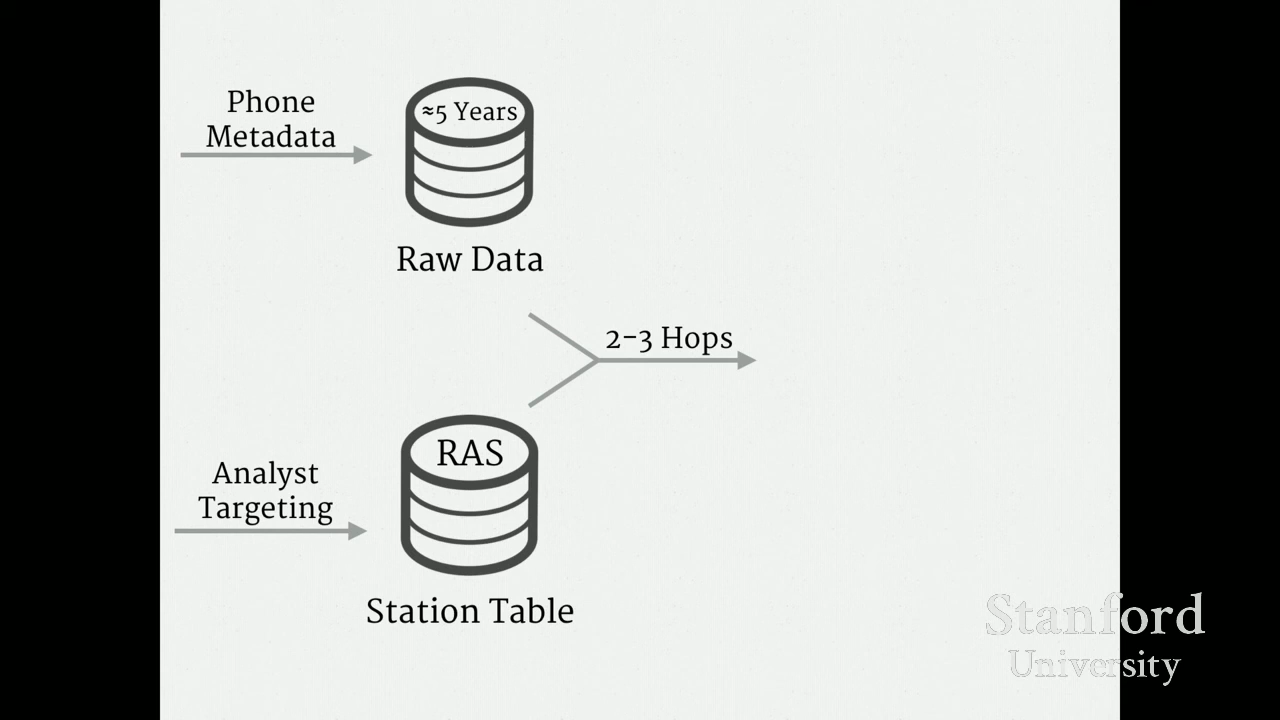 Phone
Metadata
≈5 Years
Raw Data
2-3 Hops
Analyst
Targeting
RAS
Station Table
Stanford
University